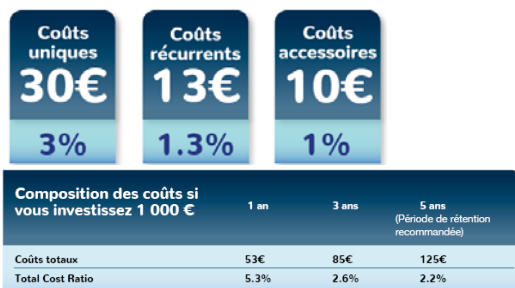 Coûts
uniques
30€
3%
Coûts
récurrents
13€
1.3%
Coûts
accessoires
10€
1%
Composition des coûts si
vous investissez 1 000 €
1 an
3 ans
5 ans
(Période de rétention
recommandée)
Coûts totaux 53€ 85€ 125€
Total Cost Ratio 5.3% 2.6% 2.2%